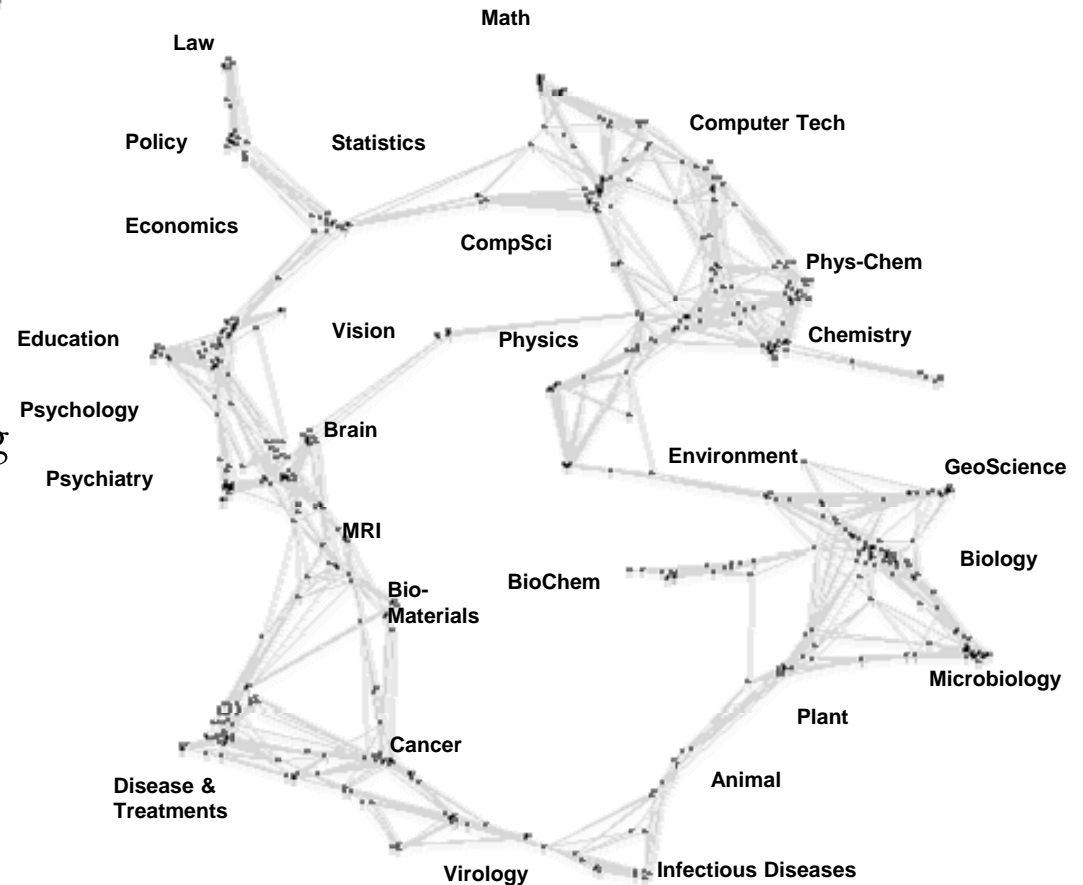 Math
Law
Computer Tech
Policy
Statistics
Economics
CompSci
Phys-Chem
Education
Vision
Physics
Chemistry
Psychology
Brain
g
Environment
GeoScience
Psychiatry
MRI
Biology
BioChem
Bio-
Materials
Microbiology
Plant
Cancer
Animal
Disease &
Treatments
Virology
Infectious Diseases